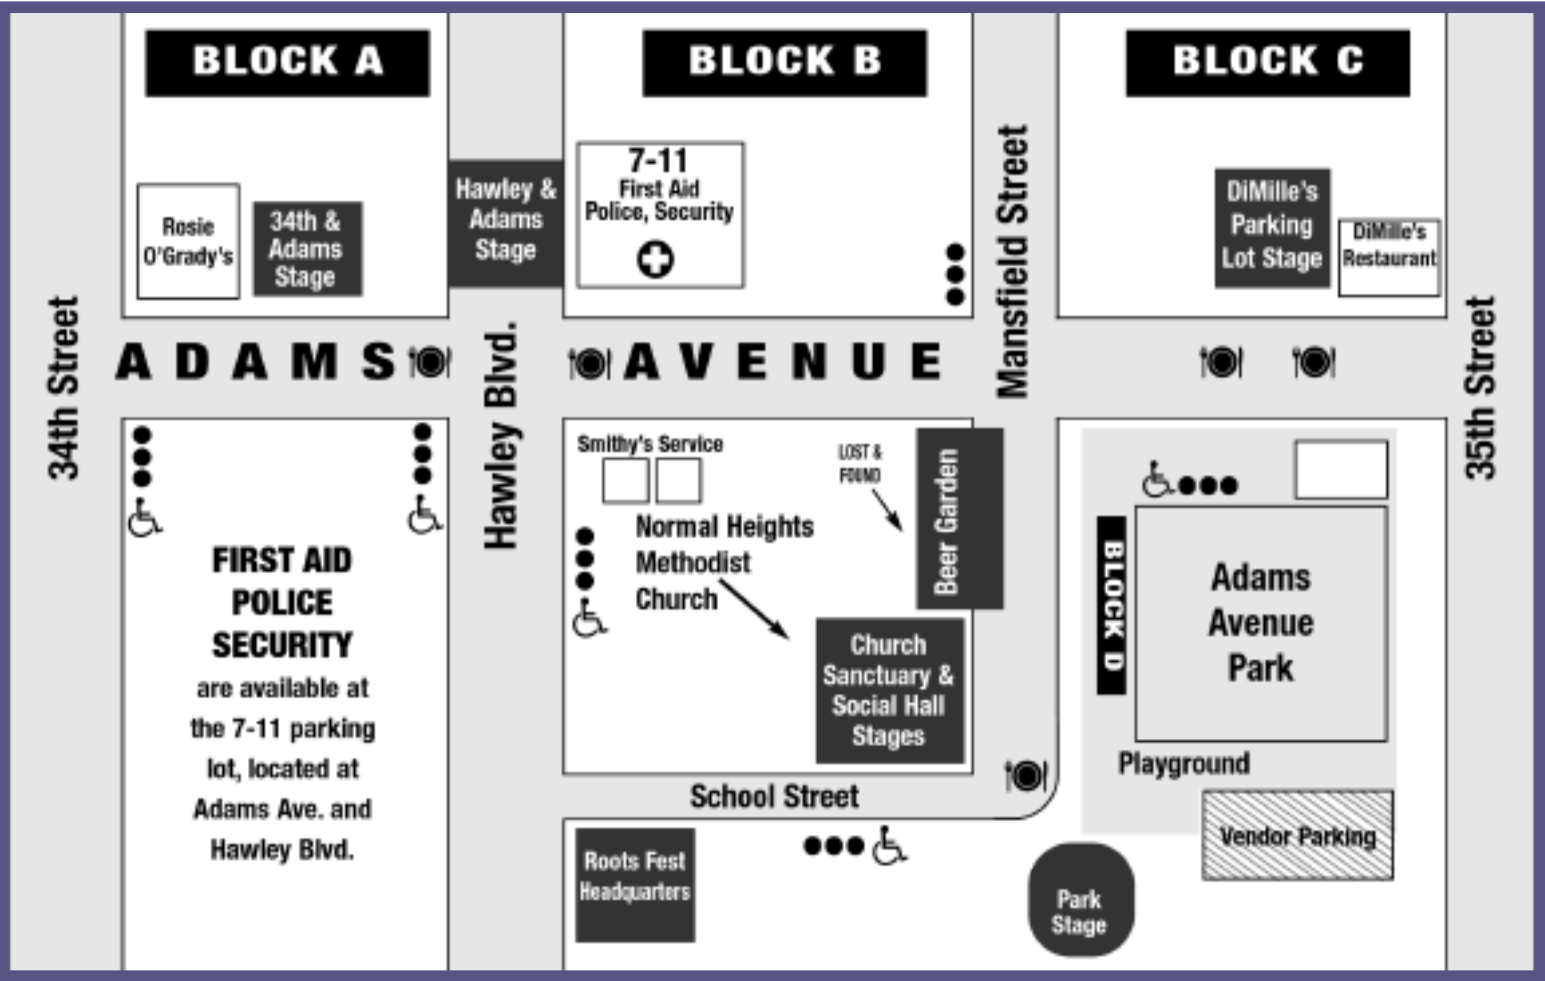 BLOCK A
BLOCK B
BLOCK C
Rosie
O'Grady's
34th &
Adams
Stage
Hawley &
Adams
Stage
7-11
First Aid
Police, Security
Mansfield Street
DiMille's
Parking
Lot Stage
DiMille's
Restaurant
34th Street
ADAMS
Hawley Blvd.
AVENUE
35th Street
FIRST AID
POLICE
SECURITY
are available at
the 7-11 parking
lot, located at
Adams Ave. and
Hawley Blvd.
Smithy's Service
LOST &
FOUND
Beer Garden
Normal Heights
Methodist
Church
Church
Sanctuary &
Social Hall
Stages
BLOCK D
Adams
Avenue
Park
Playground
School Street
Vendor Parking
Roots Fest
Headquarters
Park
Stage